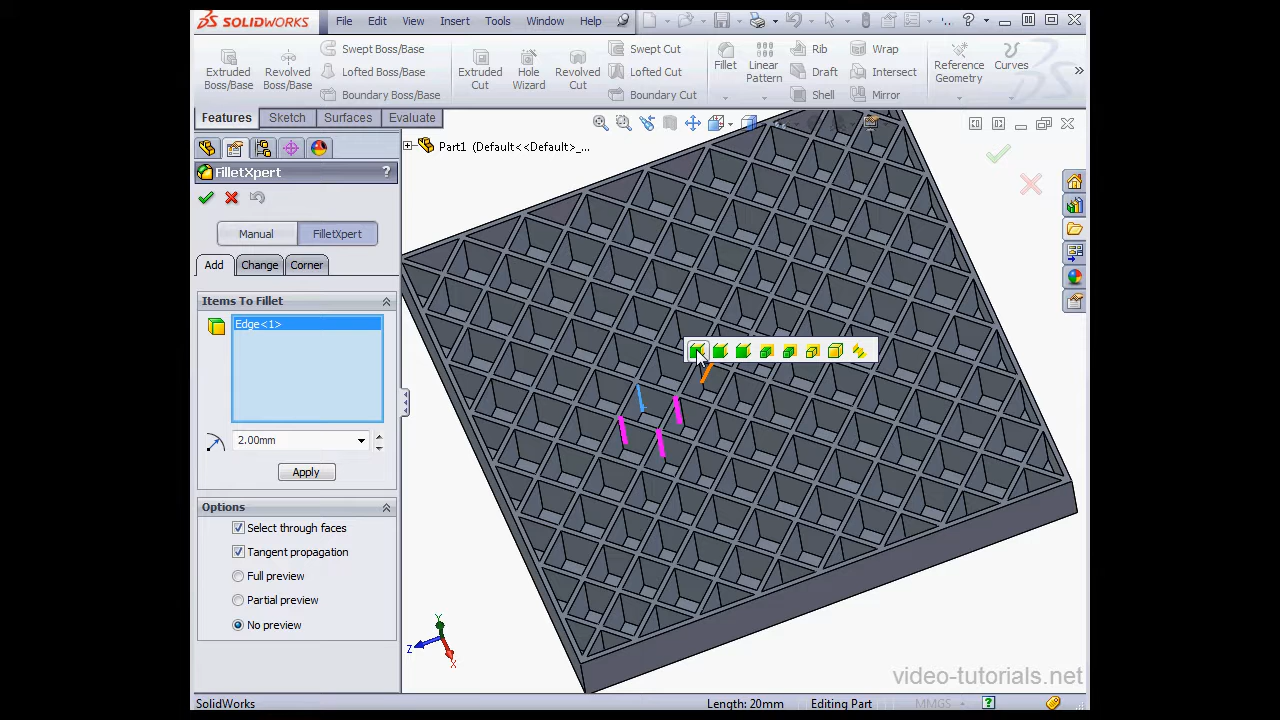 SOLIDWORKS File Edit View Insert Tools Window Help
Swept Boss/Base Swept Cut Rib Wrap
Extruded Boss/Base Revolved Boss/Base Lofted Boss/Base Extruded Cut Hole Wizard Revolved Cut Lofted Cut Fillet Linear Pattern Draft Intersect Reference Geometry Curves
Boundary Boss/Base Boundary Cut Shell Mirror
Features Sketch Surfaces Evaluate
Part1 (Default<<Default>_...
FilletXpert ?
Manual FilletXpert
Add Change Corner
Items To Fillet
Edge<1>
2.00mm
Apply
Options
Select through faces
Tangent propagation
Full preview
Partial preview
No preview
Y
Z
X
video-tutorials.net
SolidWorks Length: 20mm Editing Part MMGS ?